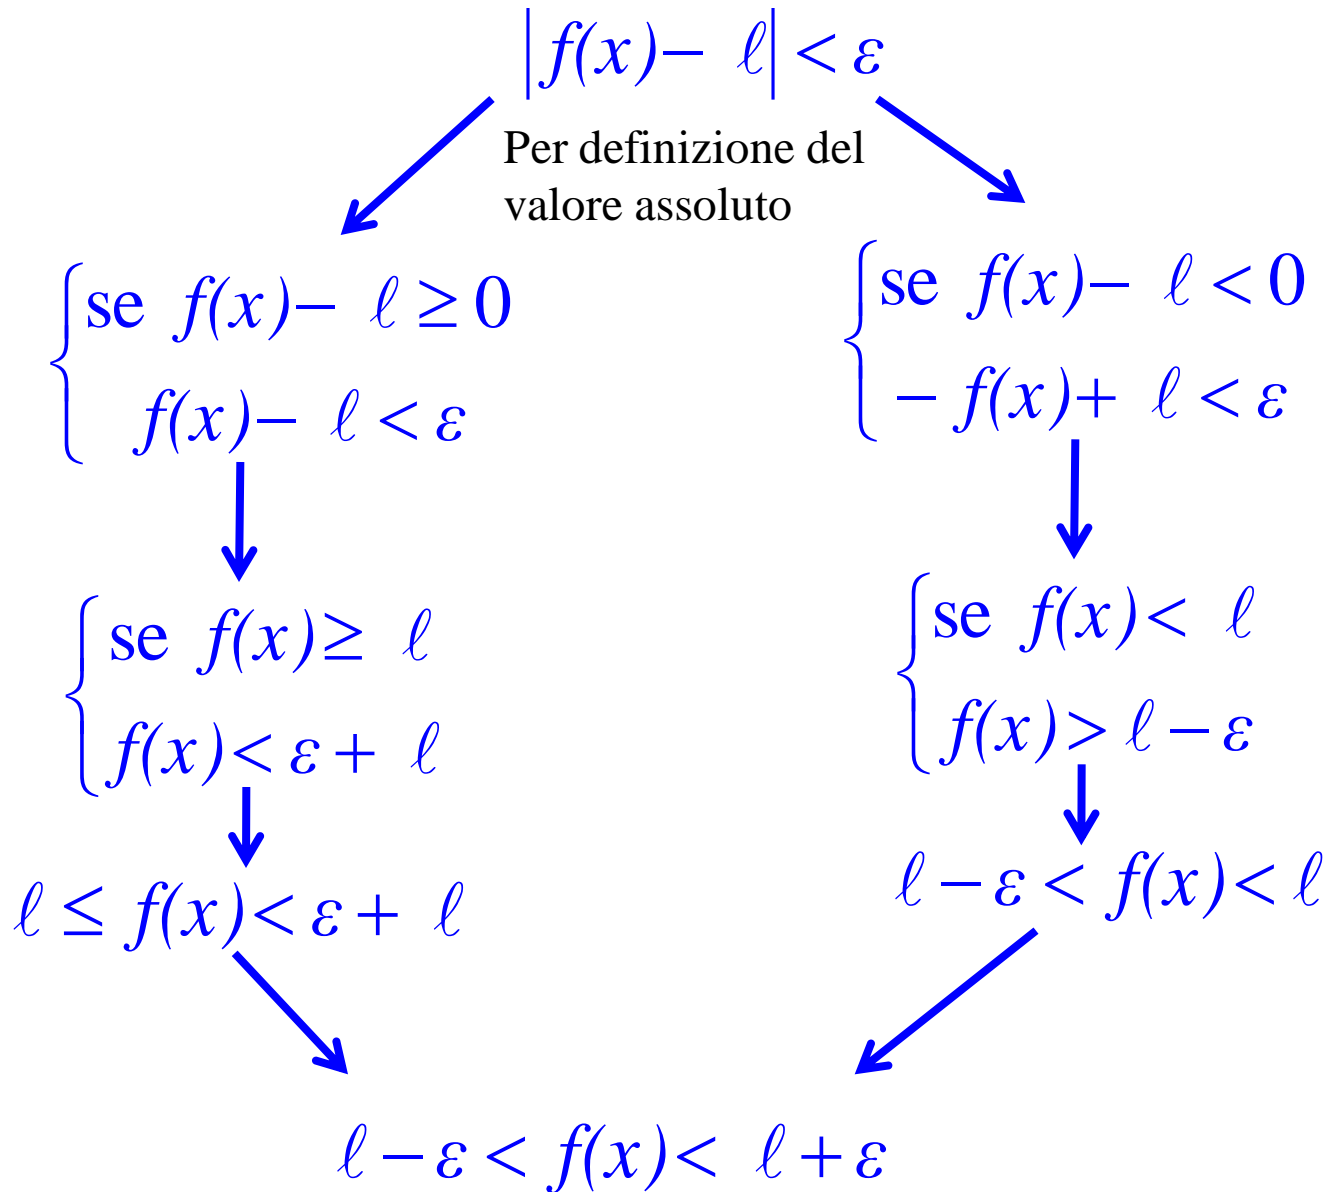 |f(x) − ℓ| < ε
Per definizione del
valore assoluto
se f(x) − ℓ ≥ 0
f(x) − ℓ < ε
se f(x) − ℓ < 0
− f(x) + ℓ < ε
se f(x) ≥ ℓ
f(x) < ε + ℓ
se f(x) < ℓ
f(x) > ℓ − ε
ℓ ≤ f(x) < ε + ℓ
ℓ − ε < f(x) < ℓ
ℓ − ε < f(x) < ℓ + ε